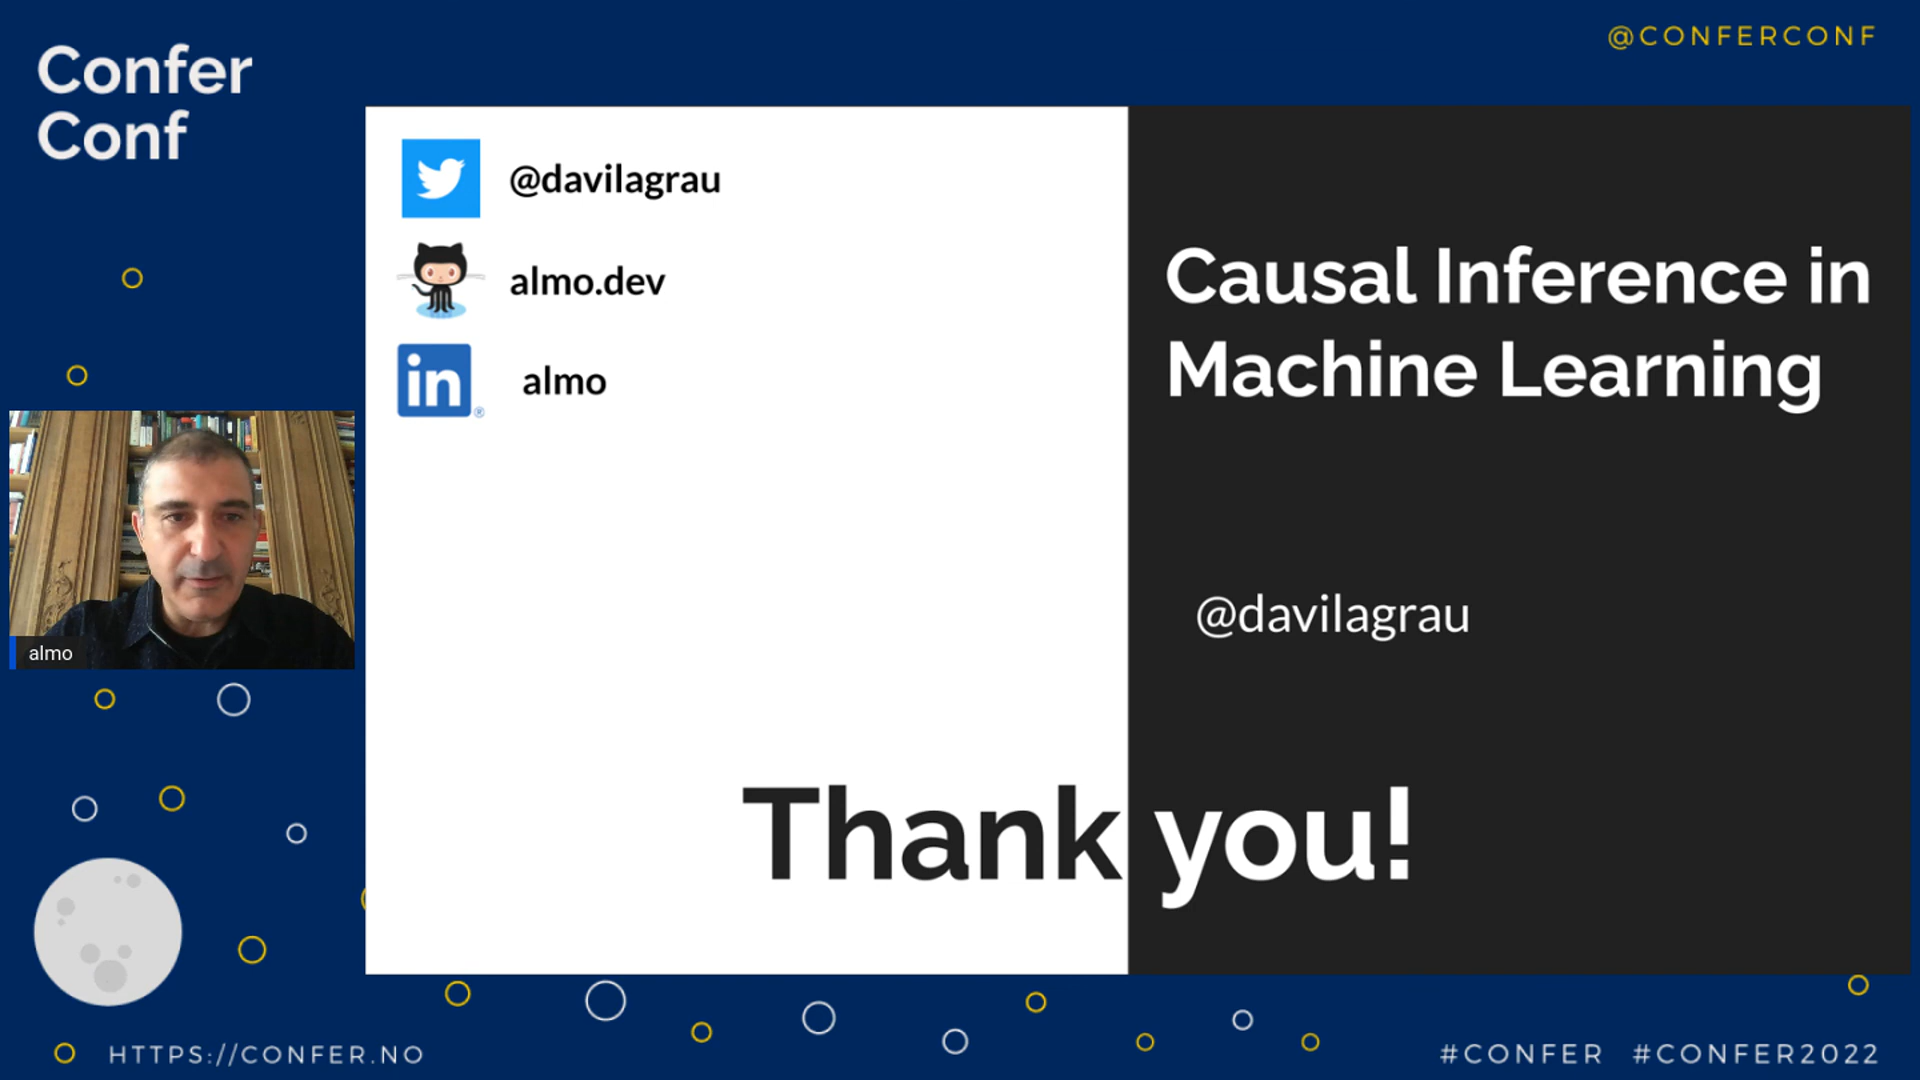 Confer
Conf
@CONFERCONF
@davilagrau
almo.dev
in almo
Causal Inference in
Machine Learning
@davilagrau
almo
Thank you!
HTTPS://CONFER.NO
#CONFER #CONFER2022